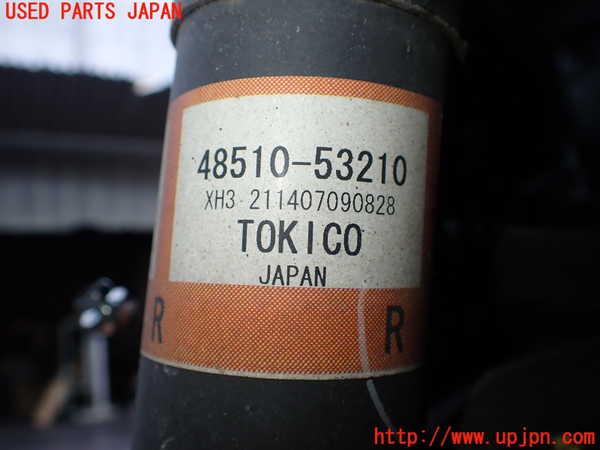 USED PARTS JAPAN
48510-53210
XH3 211407090828
TOKICO
JAPAN
R R
http://www.upjpn.com/